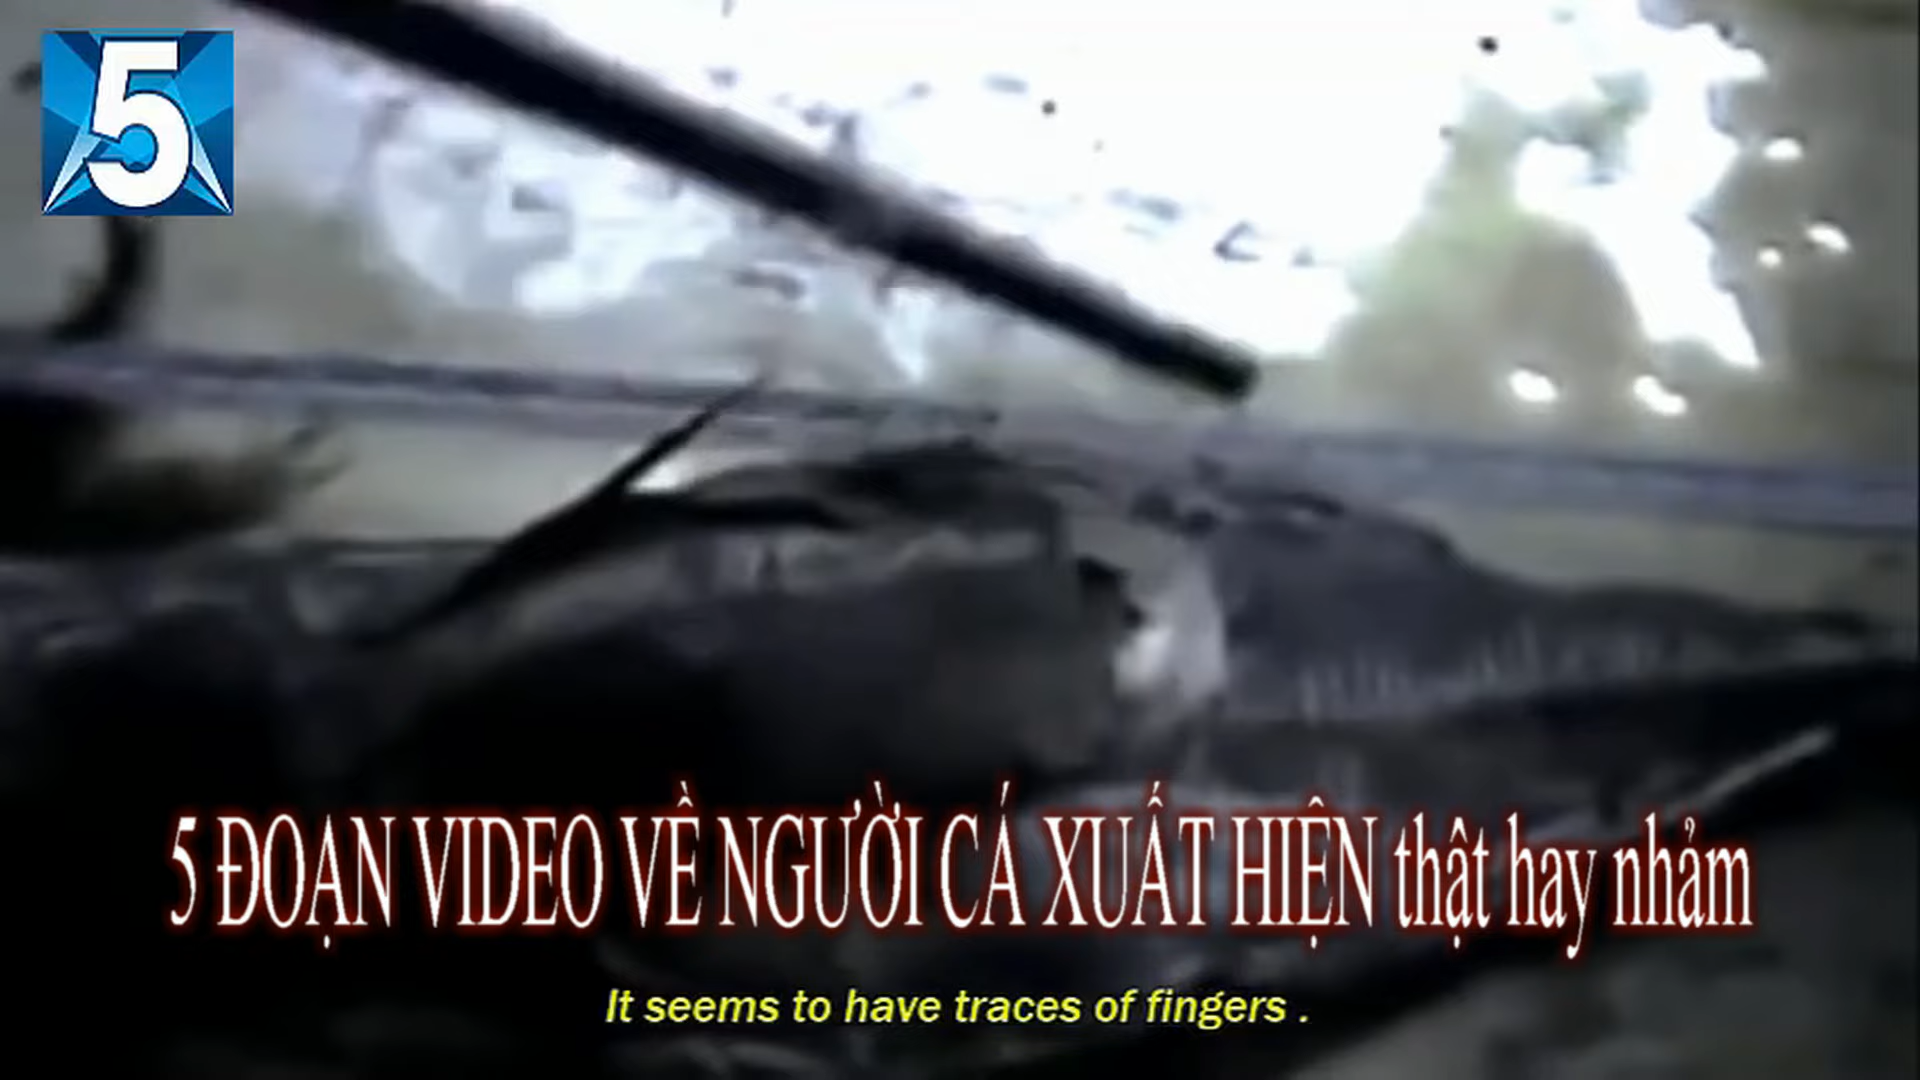 5
5 ĐOẠN VIDEO VỀ NGƯỜI CÁ XUẤT HIỆN thật hay nhảm
It seems to have traces of fingers .